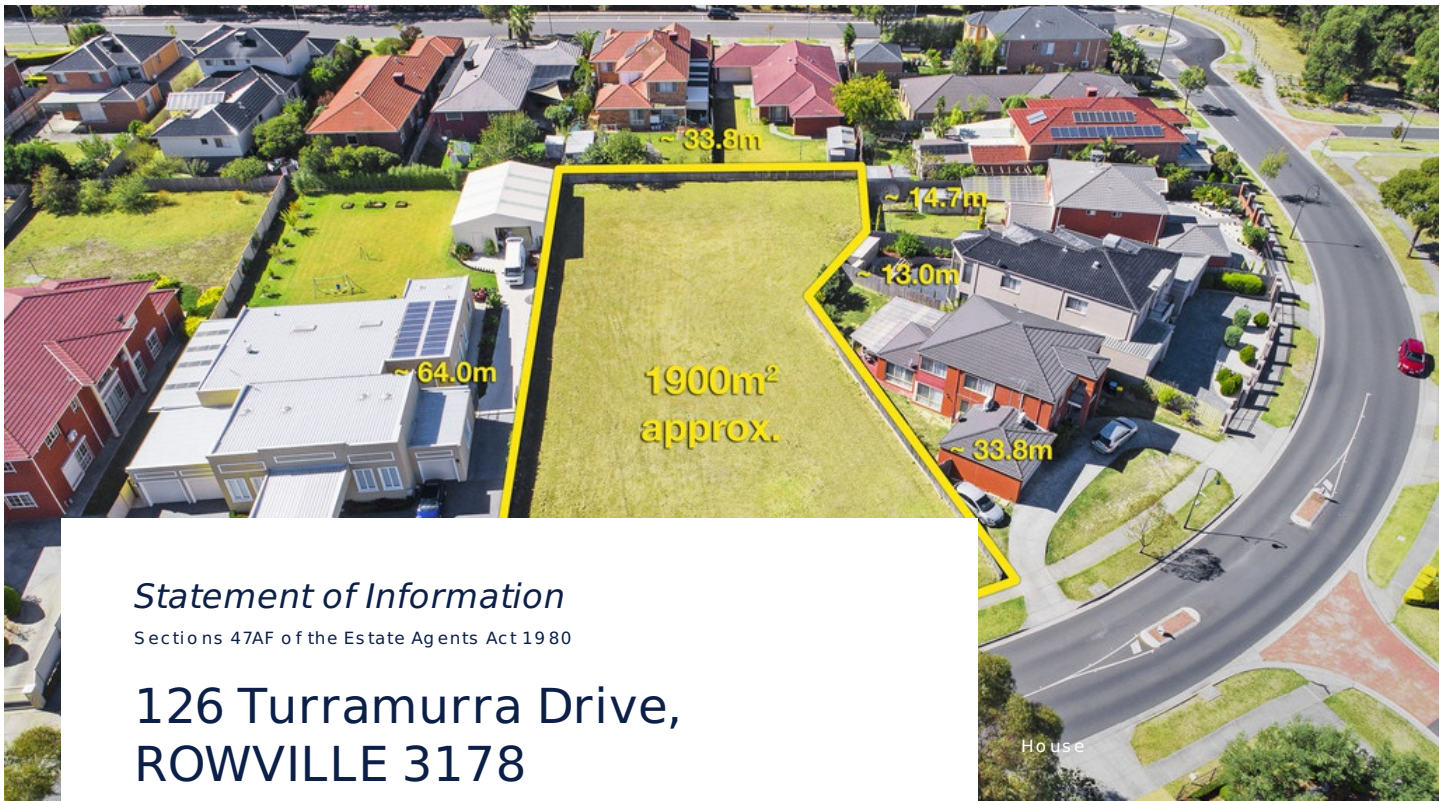 ~ 33.8m
~ 14.7m
~ 13.0m
~ 64.0m
1900m²
approx.
~ 33.8m
Statement of Information
Sections 47AF of the Estate Agents Act 1980
126 Turramurra Drive,
ROWVILLE 3178
House